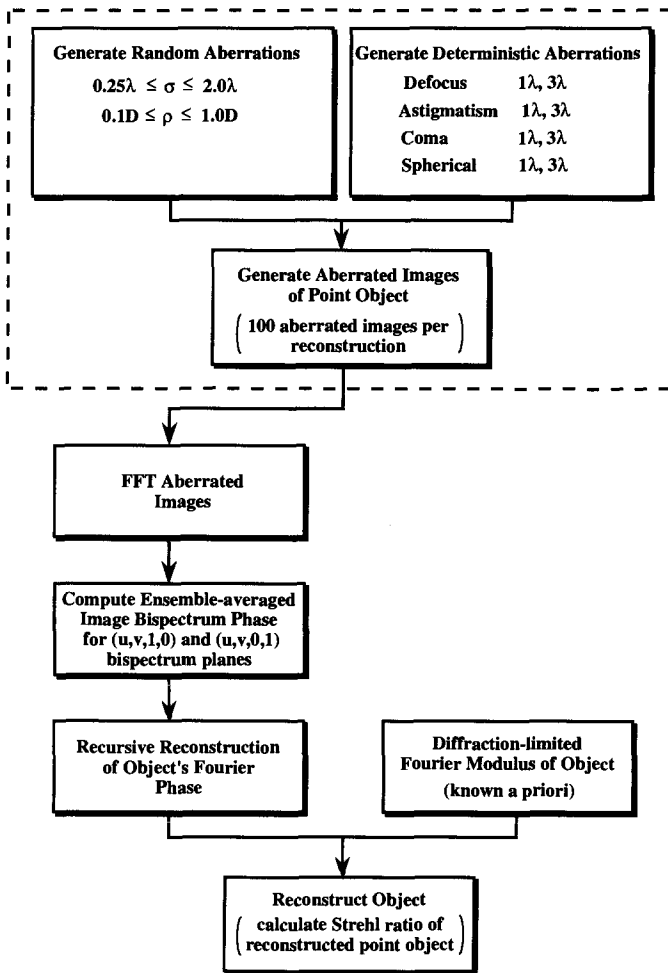 Generate Random Aberrations
0.25λ ≤ σ ≤ 2.0λ
0.1D ≤ ρ ≤ 1.0D
Generate Deterministic Aberrations
Defocus 1λ, 3λ
Astigmatism 1λ, 3λ
Coma 1λ, 3λ
Spherical 1λ, 3λ
Generate Aberrated Images
of Point Object
( 100 aberrated images per
reconstruction )
FFT Aberrated
Images
Compute Ensemble-averaged
Image Bispectrum Phase
for (u,v,1,0) and (u,v,0,1)
bispectrum planes
Recursive Reconstruction
of Object's Fourier
Phase
Diffraction-limited
Fourier Modulus of Object
(known a priori)
Reconstruct Object
( calculate Strehl ratio of
reconstructed point object )